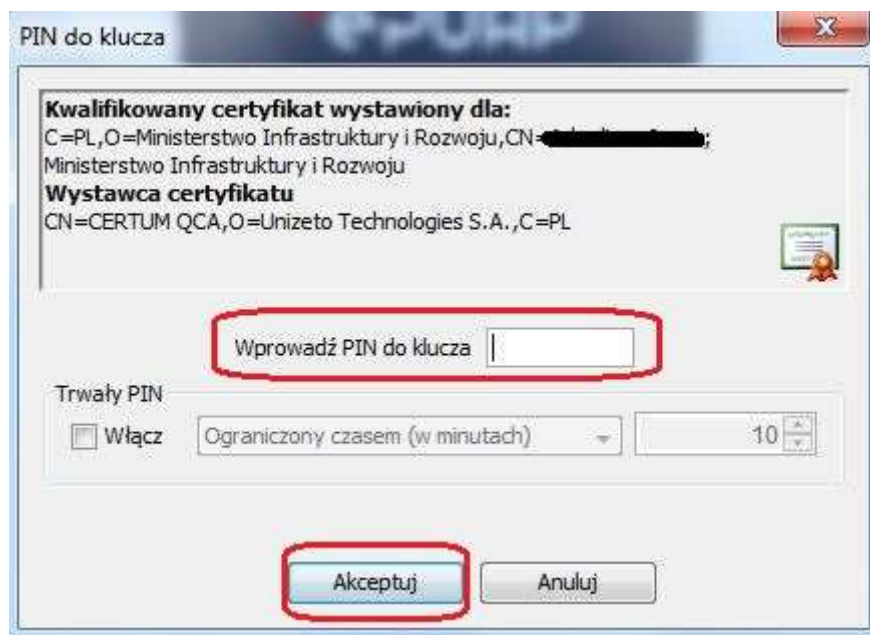 ePUAP
PIN do klucza
Kwalifikowany certyfikat wystawiony dla:
C=PL,O=Ministerstwo Infrastruktury i Rozwoju,CN= ;
Ministerstwo Infrastruktury i Rozwoju
Wystawca certyfikatu
CN=CERTUM QCA,O=Unizeto Technologies S.A.,C=PL
Wprowadź PIN do klucza
Trwały PIN
Włącz Ograniczony czasem (w minutach) 10
Akceptuj Anuluj